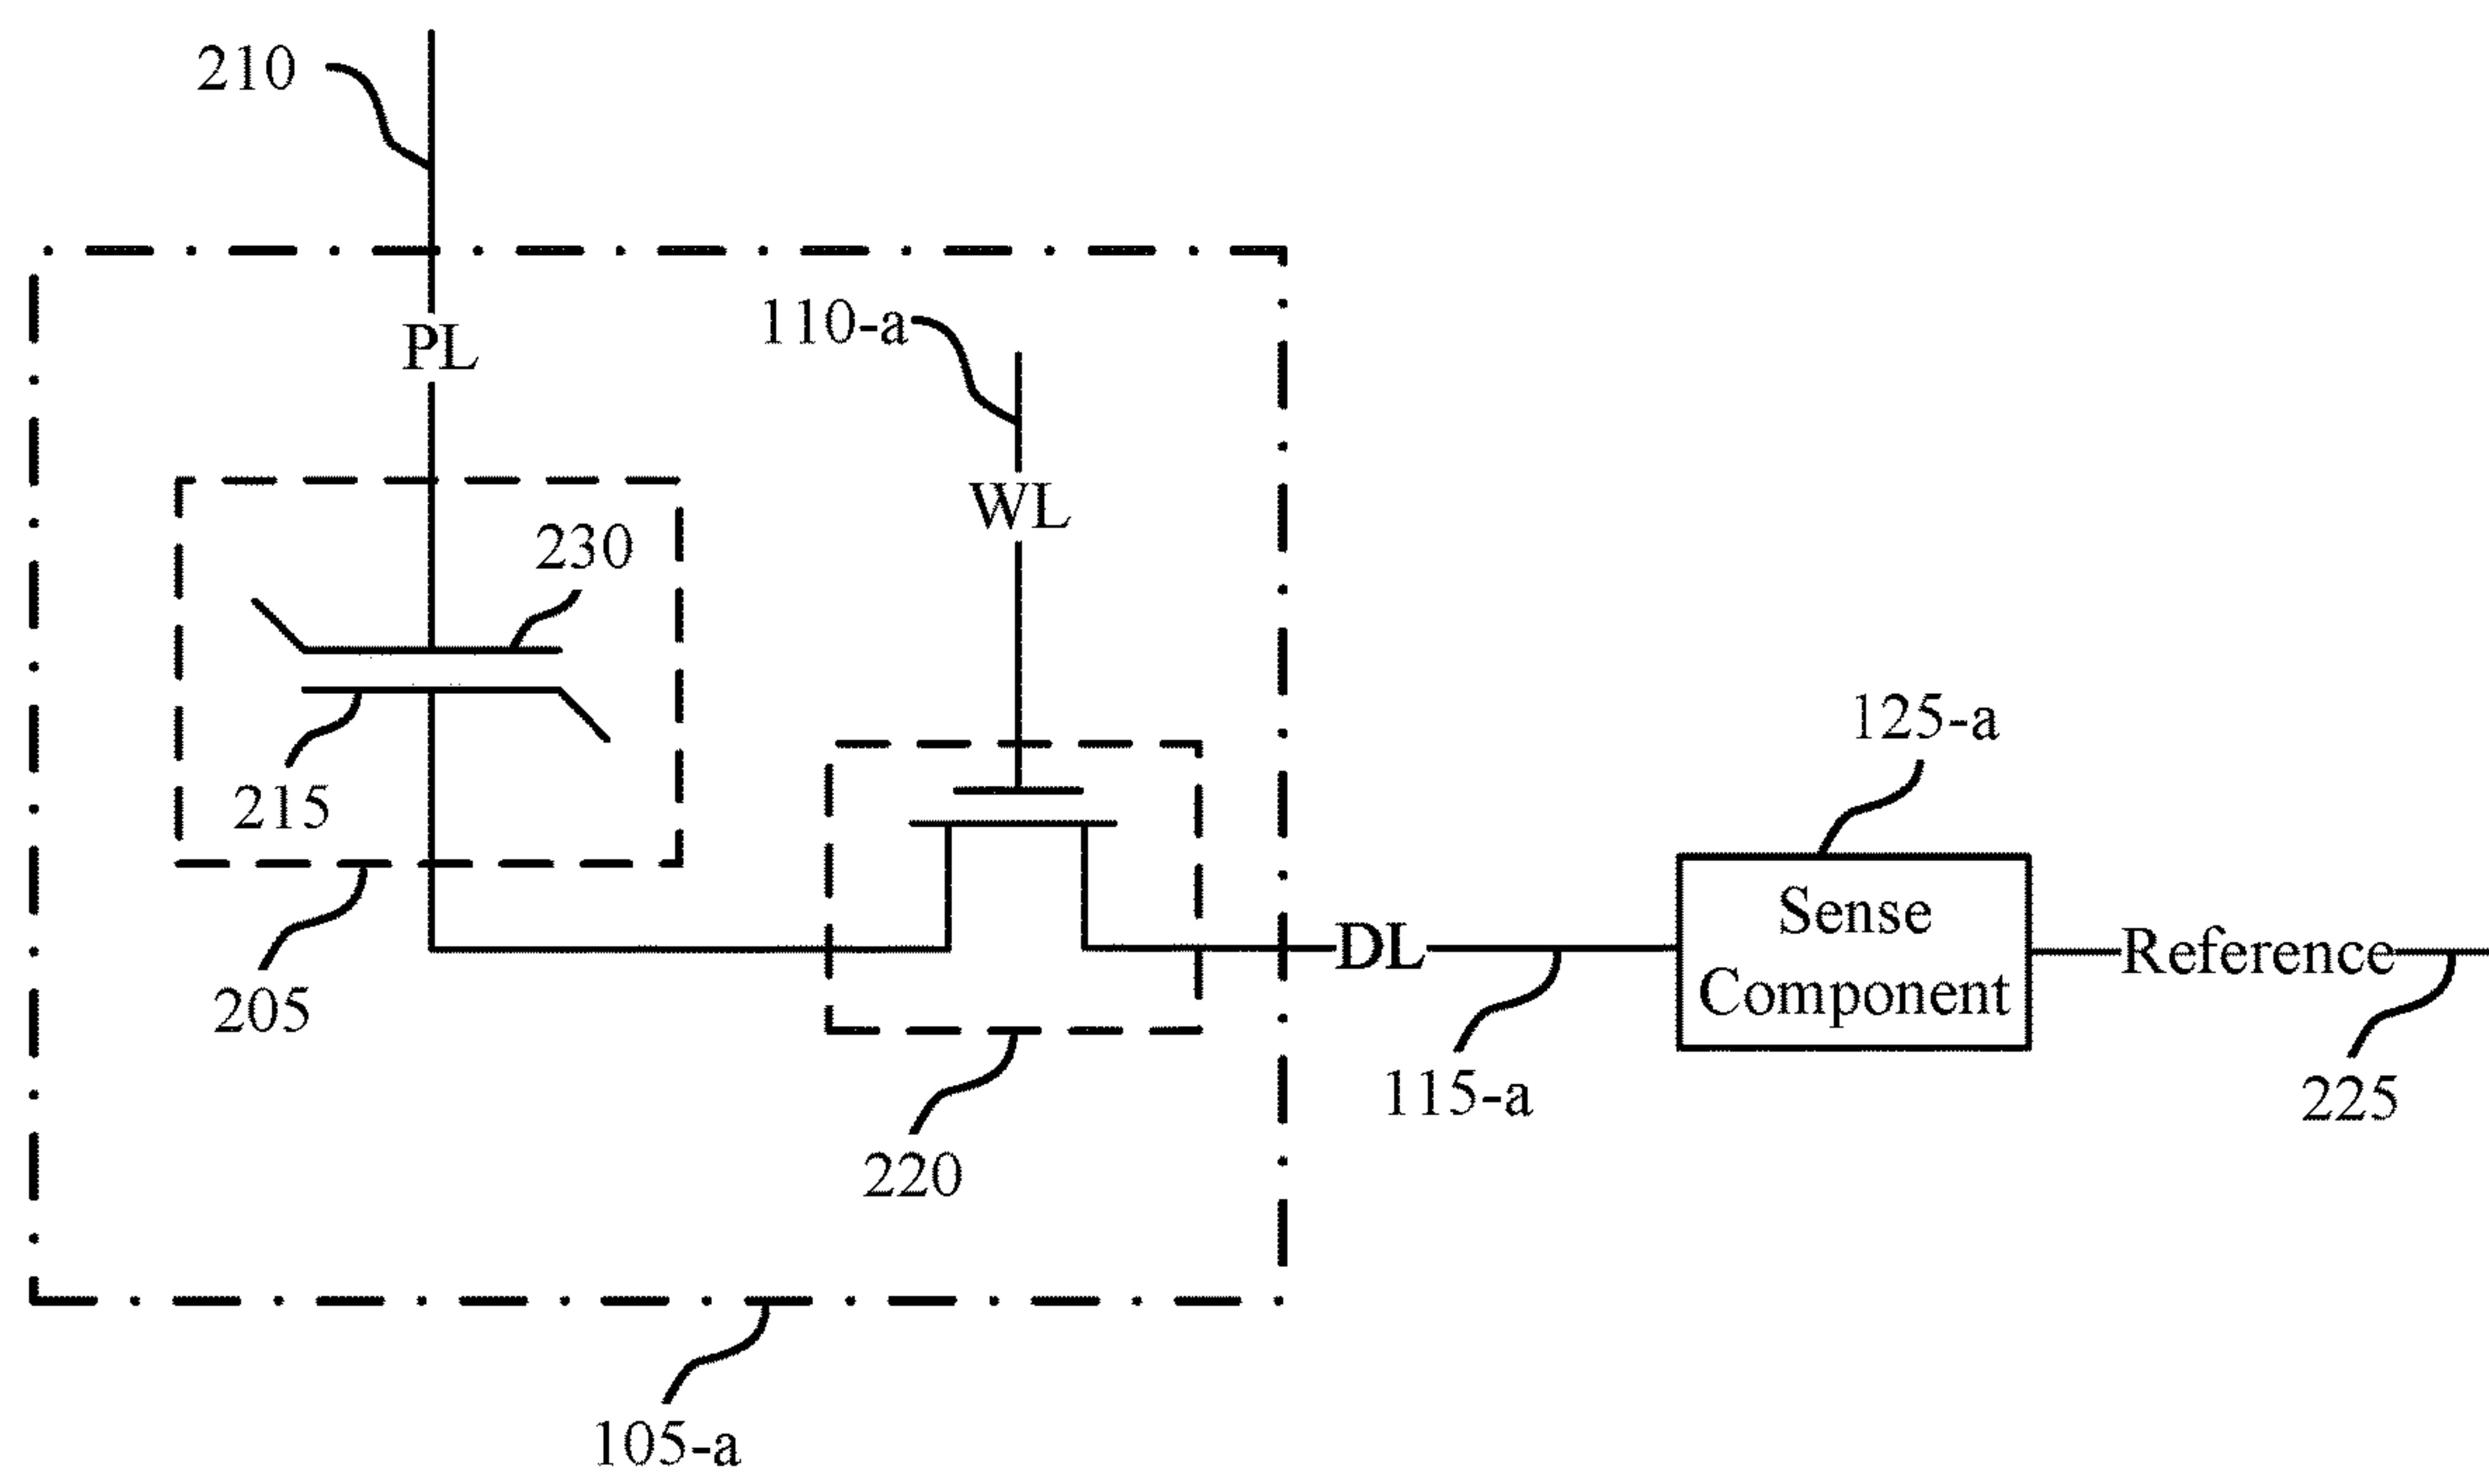 210
110-a
PL
WL
230
125-a
215
Sense
Component
DL
Reference
205
115-a
225
220
105-a